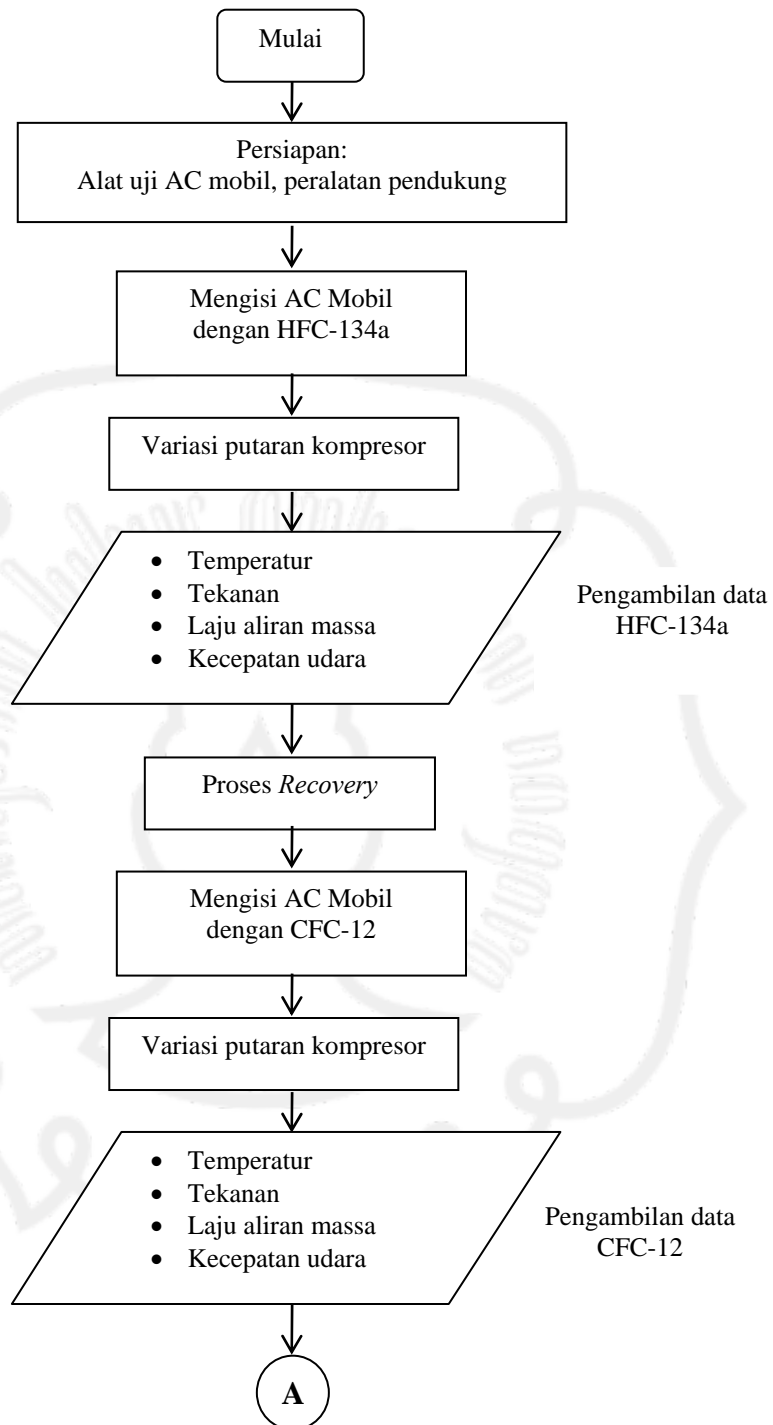 Mulai
Persiapan:
Alat uji AC mobil, peralatan pendukung
Mengisi AC Mobil
dengan HFC-134a
Variasi putaran kompresor
• Temperatur
• Tekanan
• Laju aliran massa
• Kecepatan udara
Pengambilan data
HFC-134a
Proses Recovery
Mengisi AC Mobil
dengan CFC-12
Variasi putaran kompresor
• Temperatur
• Tekanan
• Laju aliran massa
• Kecepatan udara
Pengambilan data
CFC-12
A